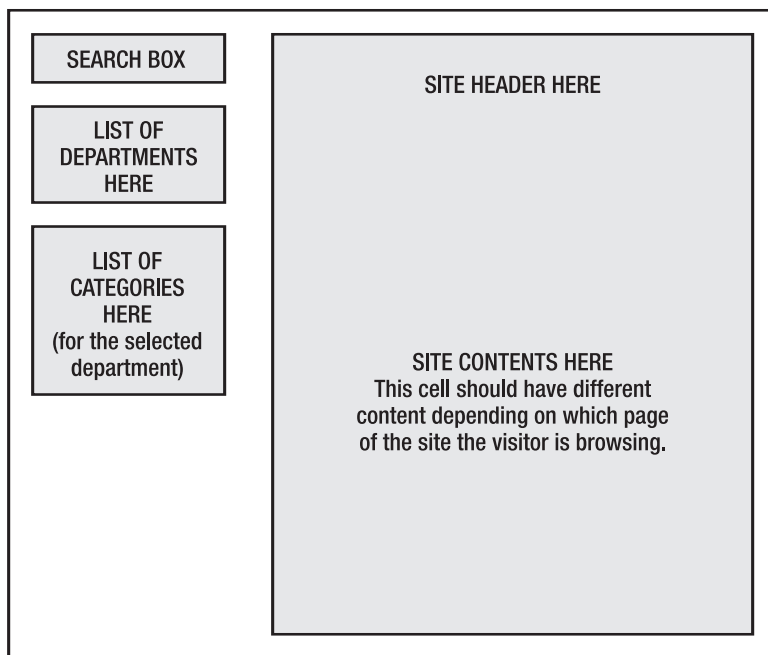 SEARCH BOX
LIST OF
DEPARTMENTS
HERE
LIST OF
CATEGORIES
HERE
(for the selected
department)
SITE HEADER HERE
SITE CONTENTS HERE
This cell should have different
content depending on which page
of the site the visitor is browsing.